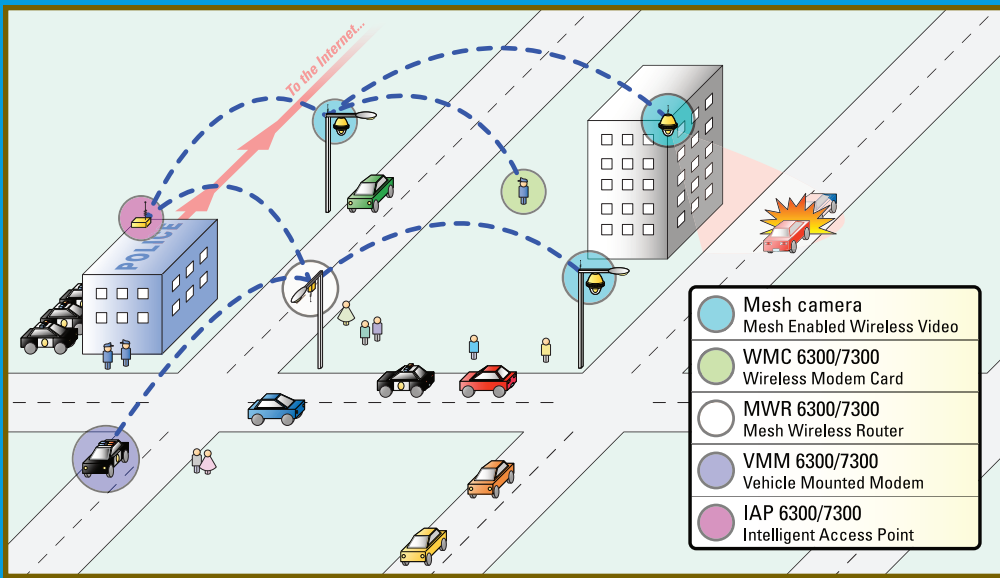 To the Internet...
POLICE
Mesh camera
Mesh Enabled Wireless Video
WMC 6300/7300
Wireless Modem Card
MWR 6300/7300
Mesh Wireless Router
VMM 6300/7300
Vehicle Mounted Modem
IAP 6300/7300
Intelligent Access Point